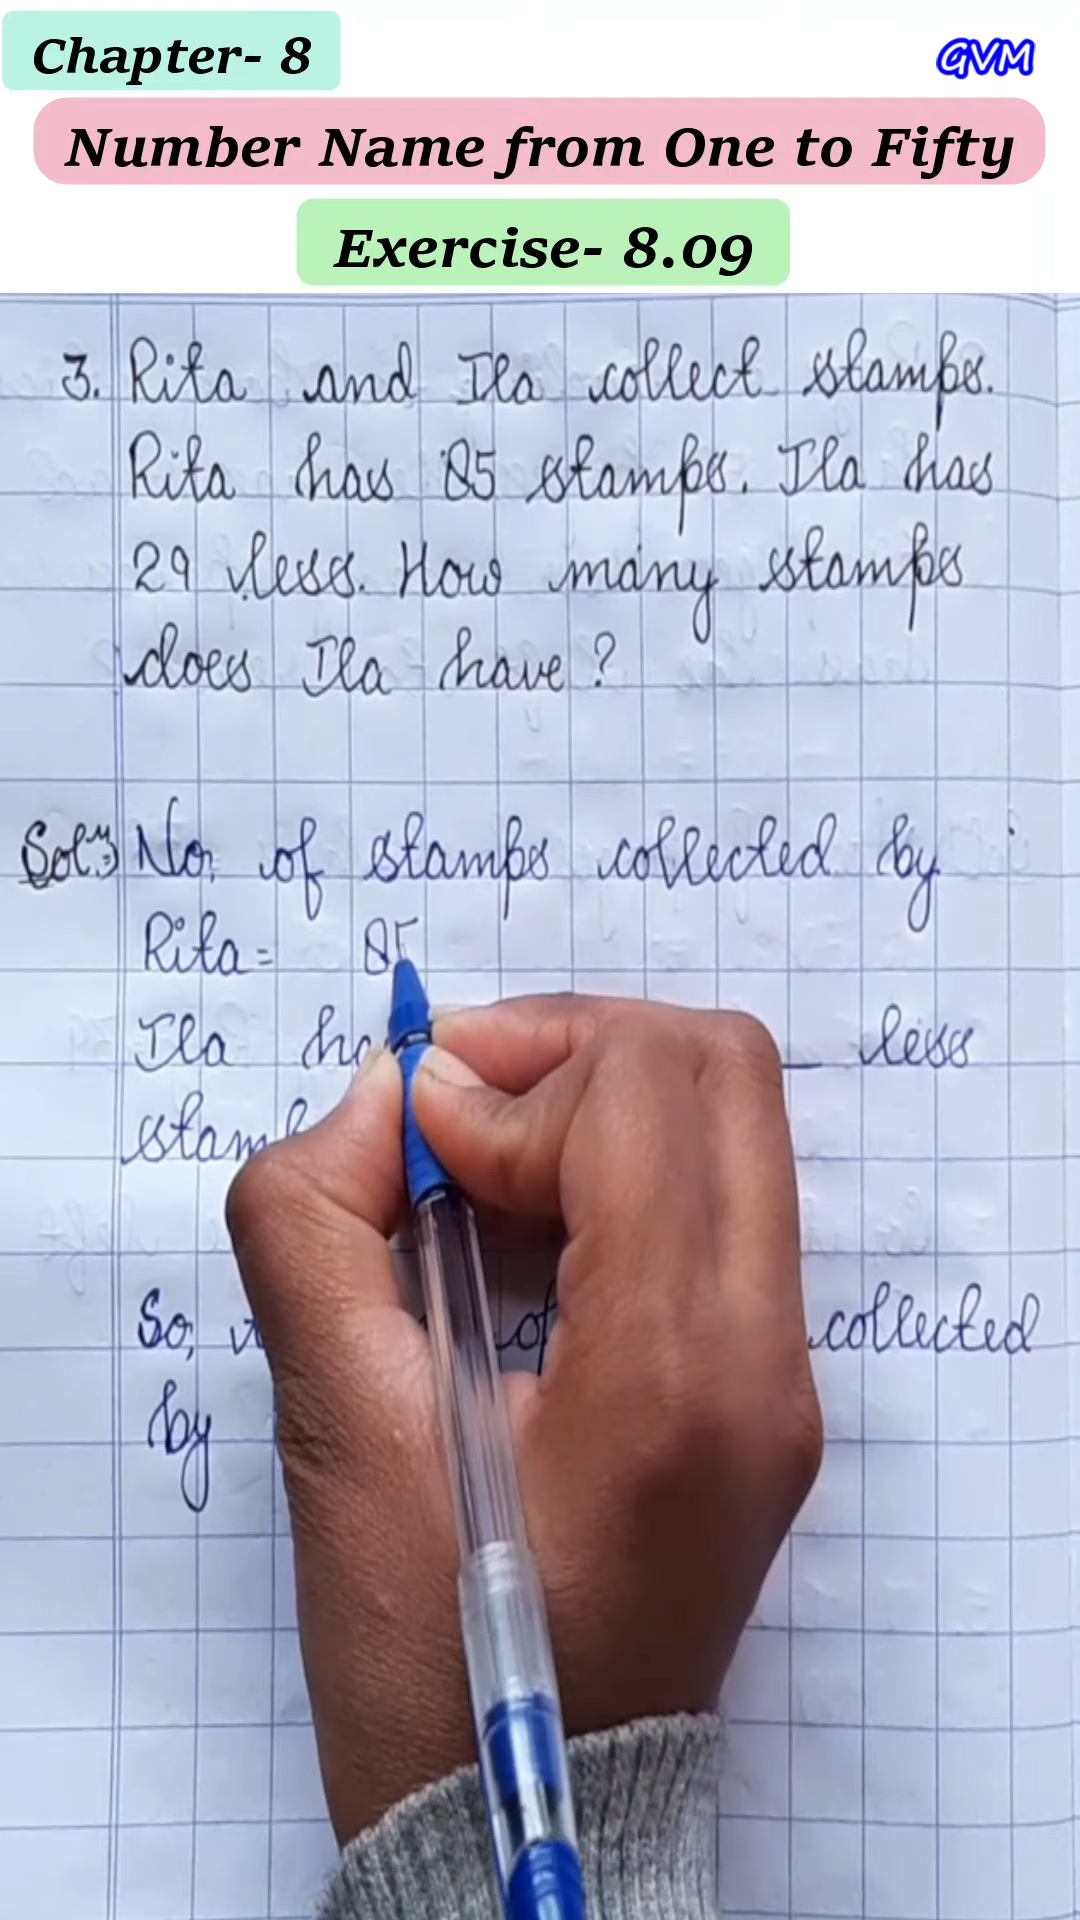 Chapter- 8
GVM
Number Name from One to Fifty
Exercise- 8.09
3. Rita and Ila collect stamps.
Rita has 85 stamps. Ila has
29 less. How many stamps
does Ila have?
Solⁿ:⇒ No. of stamps collected by
Rita = 85
Ila less
So, collected
by